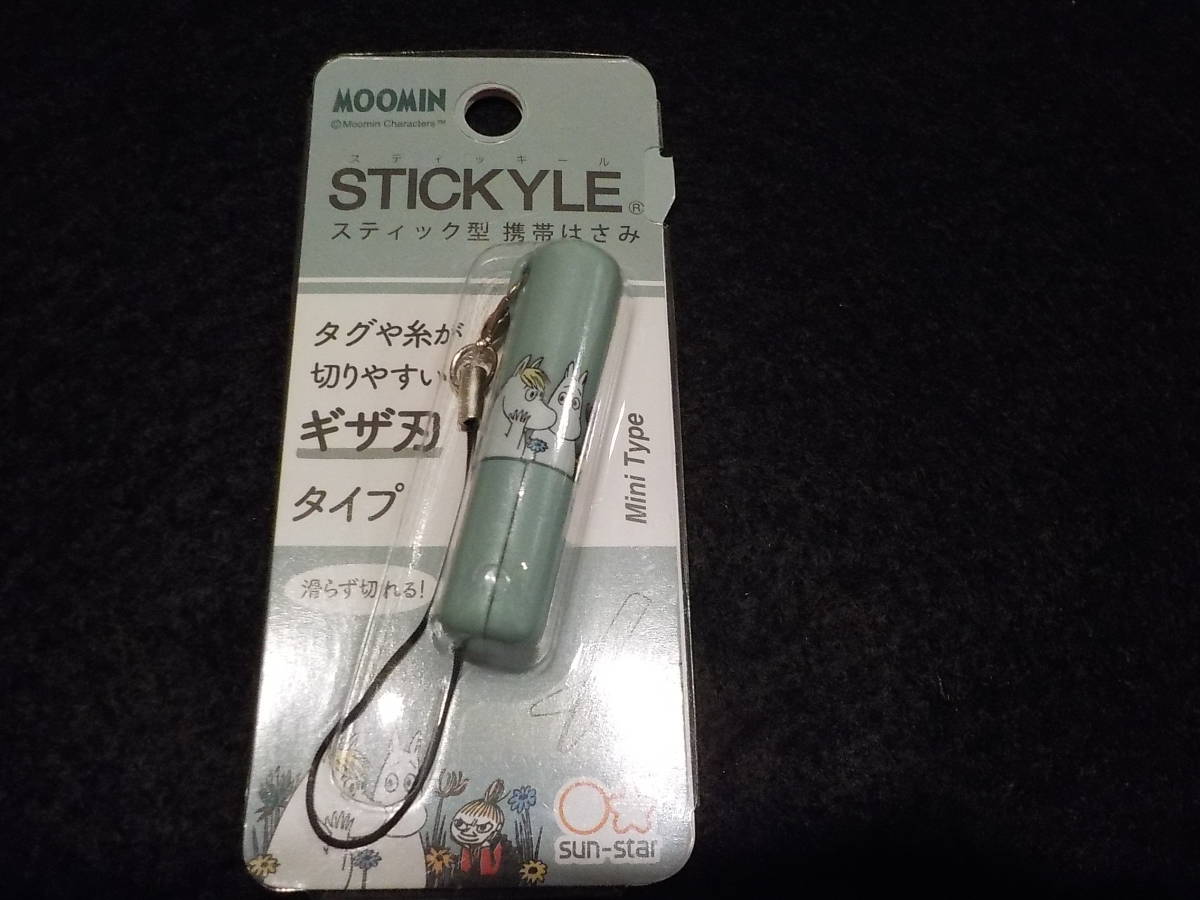 MOOMIN
©Moomin Characters™
スティッキール
STICKYLE®
スティック型 携帯はさみ
タグや糸が
切りやすい
ギザ刃
タイプ
Mini Type
滑らず切れる!
sun-star